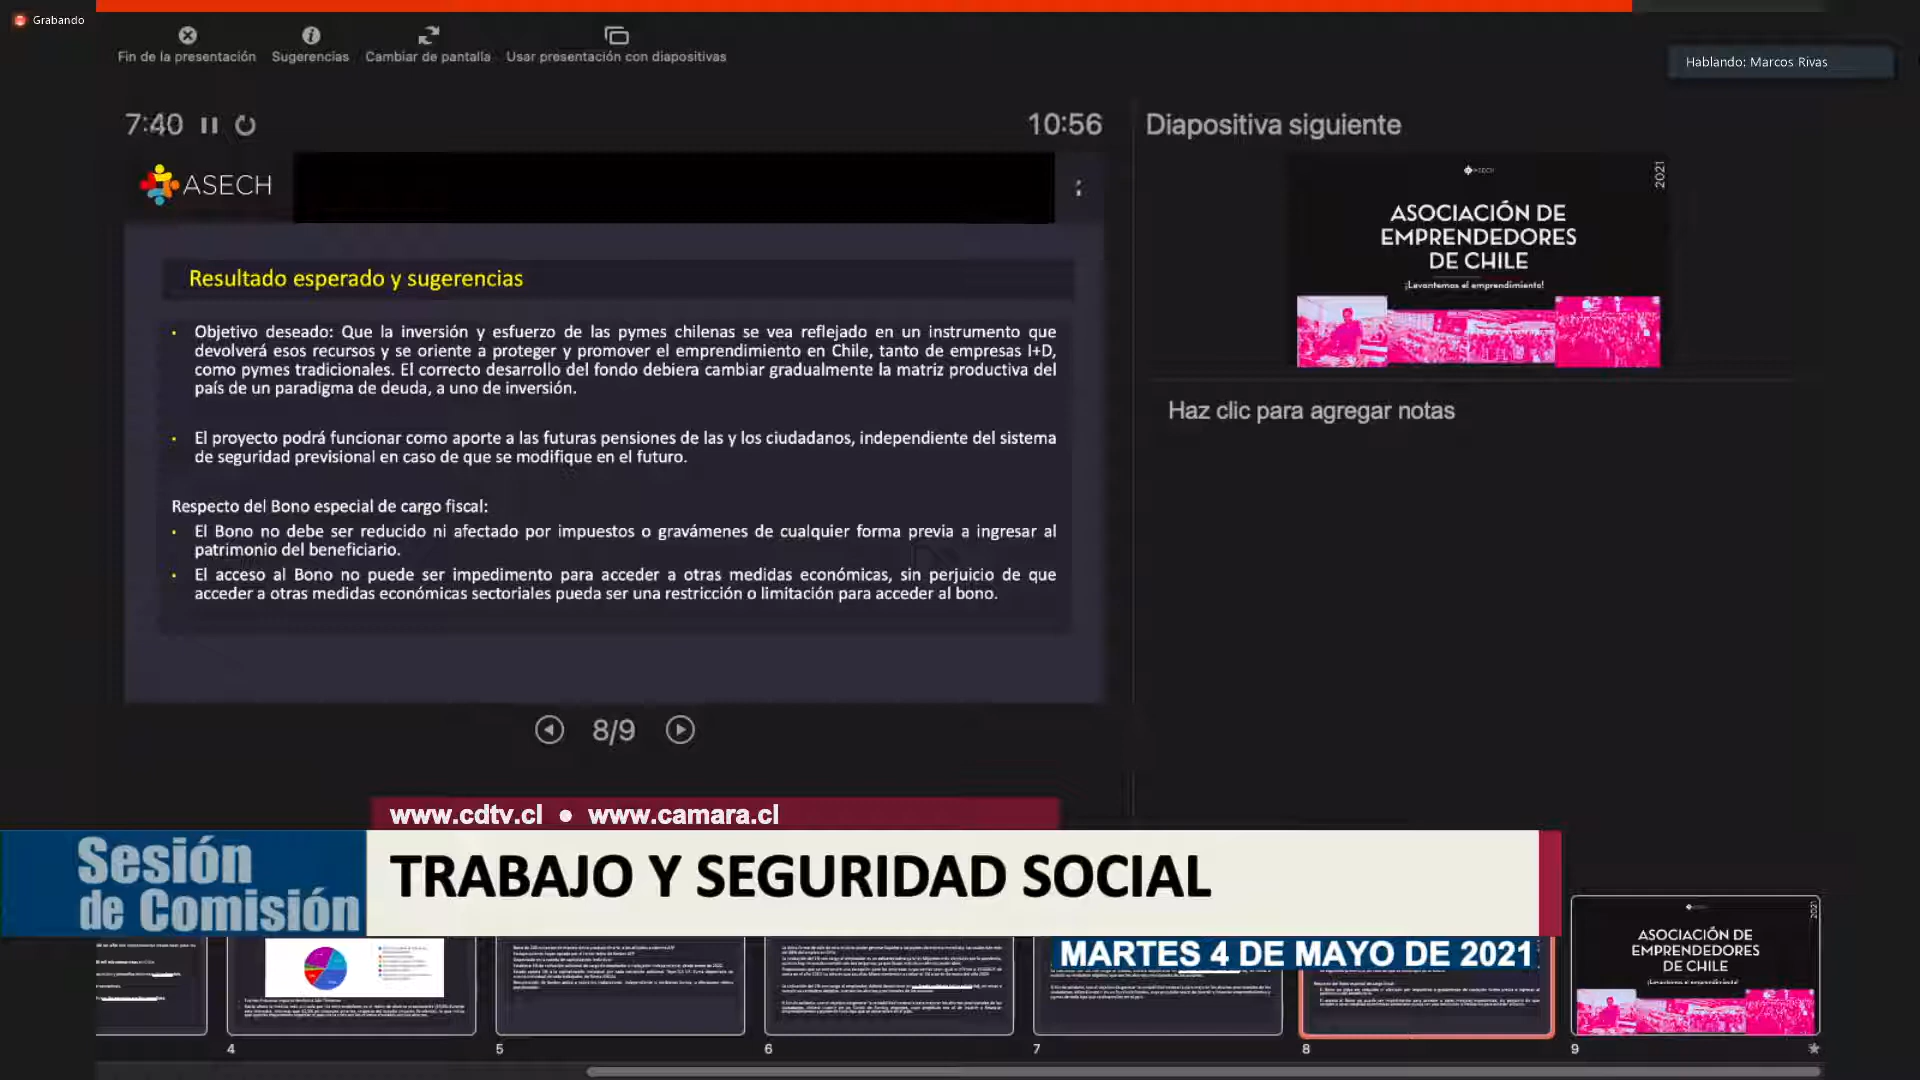 Grabando
Fin de la presentación
Sugerencias
Cambiar de pantalla
Usar presentación con diapositivas
Hablando: Marcos Rivas
7:40
10:56
Diapositiva siguiente
ASECH
ASECH
2021
ASOCIACIÓN DE
EMPRENDEDORES
DE CHILE
¡Levantemos el emprendimiento!
Resultado esperado y sugerencias
• Objetivo deseado: Que la inversión y esfuerzo de las pymes chilenas se vea reflejado en un instrumento que
devolverá esos recursos y se oriente a proteger y promover el emprendimiento en Chile, tanto de empresas I+D,
como pymes tradicionales. El correcto desarrollo del fondo debiera cambiar gradualmente la matriz productiva del
país de un paradigma de deuda, a uno de inversión.
• El proyecto podrá funcionar como aporte a las futuras pensiones de las y los ciudadanos, independiente del sistema
de seguridad previsional en caso de que se modifique en el futuro.
Respecto del Bono especial de cargo fiscal:
• El Bono no debe ser reducido ni afectado por impuestos o gravámenes de cualquier forma previa a ingresar al
patrimonio del beneficiario.
• El acceso al Bono no puede ser impedimento para acceder a otras medidas económicas, sin perjuicio de que
acceder a otras medidas económicas sectoriales pueda ser una restricción o limitación para acceder al bono.
Haz clic para agregar notas
8/9
www.cdtv.cl • www.camara.cl
Sesión
de Comisión
TRABAJO Y SEGURIDAD SOCIAL
MARTES 4 DE MAYO DE 2021
2021
ASOCIACIÓN DE
EMPRENDEDORES
DE CHILE
¡Levantemos el emprendimiento!
4
5
6
7
8
9